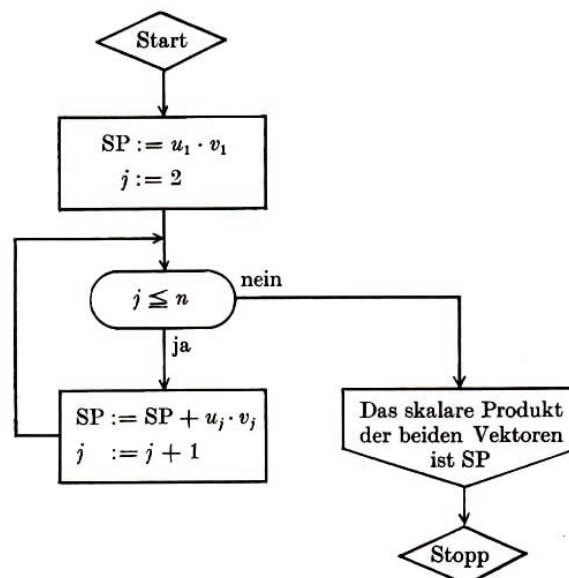 Start
SP := u₁ · v₁
j := 2
j ≦ n
nein
ja
SP := SP + uⱼ · vⱼ
j := j + 1
Das skalare Produkt
der beiden Vektoren
ist SP
Stopp